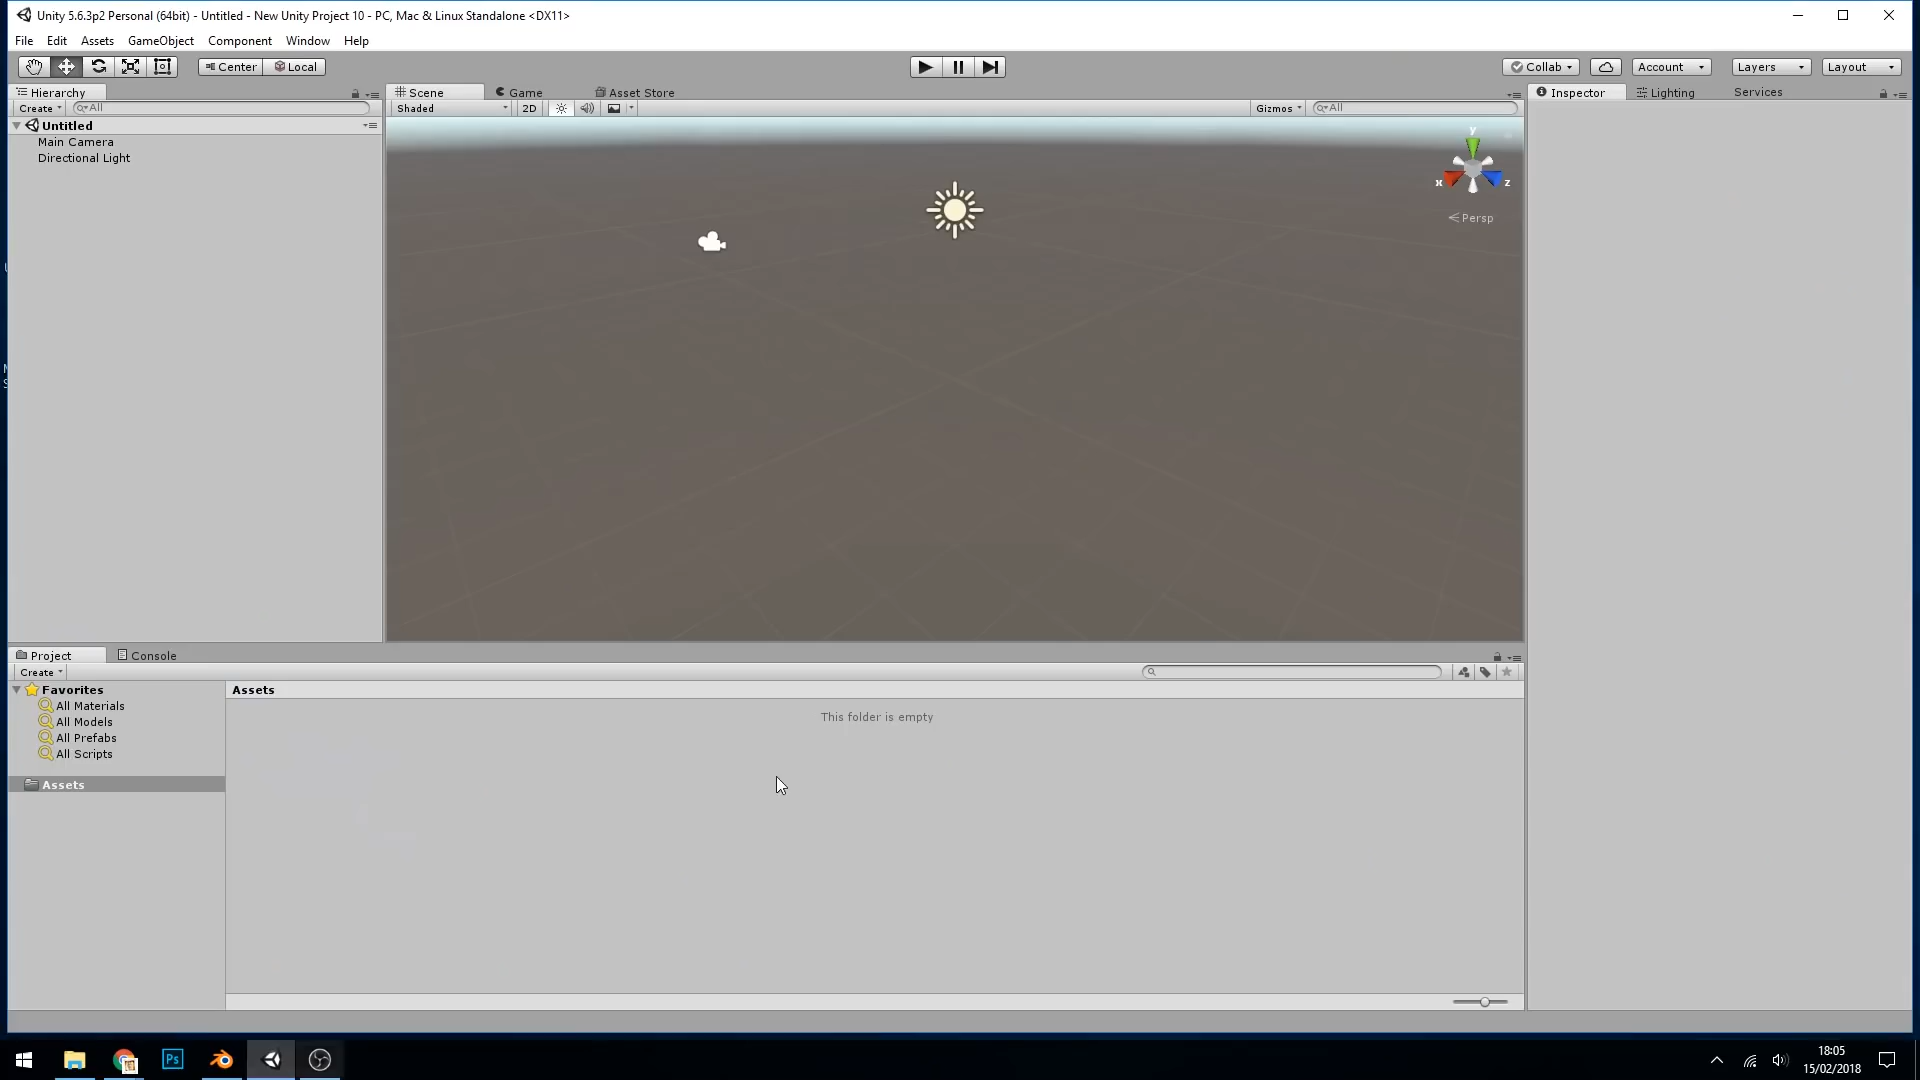 Unity 5.6.3p2 Personal (64bit) - Untitled - New Unity Project 10 - PC, Mac & Linux Standalone <DX11>
File Edit Assets GameObject Component Window Help
Center Local Collab Account Layers Layout
Hierarchy Scene Game Asset Store Inspector Lighting Services
Create All Shaded 2D Gizmos All
Untitled
Main Camera
Directional Light
y
x z
Persp
Project Console
Create
Favorites Assets
All Materials
This folder is empty
All Models
All Prefabs
All Scripts
Assets
Ps
18:05
15/02/2018